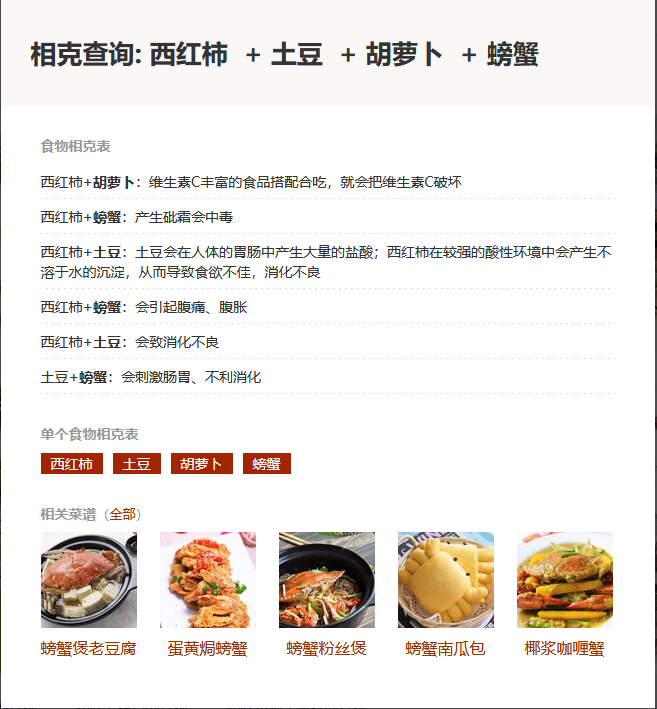 相克查询: 西红柿 + 土豆 + 胡萝卜 + 螃蟹
食物相克表
西红柿+胡萝卜：维生素C丰富的食品搭配合吃，就会把维生素C破坏
西红柿+螃蟹：产生砒霜会中毒
西红柿+土豆：土豆会在人体的胃肠中产生大量的盐酸；西红柿在较强的酸性环境中会产生不
溶于水的沉淀，从而导致食欲不佳，消化不良
西红柿+螃蟹：会引起腹痛、腹胀
西红柿+土豆：会致消化不良
土豆+螃蟹：会刺激肠胃、不利消化
单个食物相克表
西红柿 土豆 胡萝卜 螃蟹
相关菜谱（全部）
螃蟹煲老豆腐 蛋黄焗螃蟹 螃蟹粉丝煲 螃蟹南瓜包 椰浆咖喱蟹